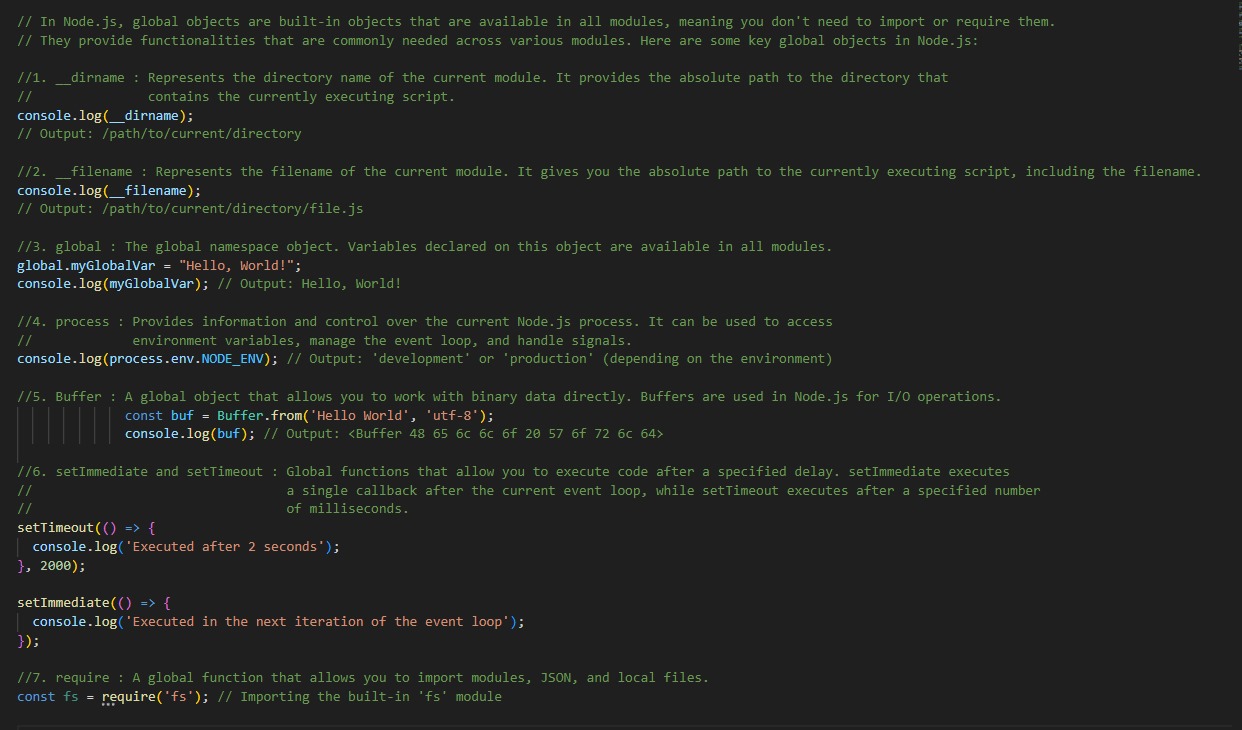 // In Node.js, global objects are built-in objects that are available in all modules, meaning you don't need to import or require them.
// They provide functionalities that are commonly needed across various modules. Here are some key global objects in Node.js:
//1. __dirname : Represents the directory name of the current module. It provides the absolute path to the directory that
//               contains the currently executing script.
console.log(__dirname);
// Output: /path/to/current/directory
//2. __filename : Represents the filename of the current module. It gives you the absolute path to the currently executing script, including the filename.
console.log(__filename);
// Output: /path/to/current/directory/file.js
//3. global : The global namespace object. Variables declared on this object are available in all modules.
global.myGlobalVar = "Hello, World!";
console.log(myGlobalVar); // Output: Hello, World!
//4. process : Provides information and control over the current Node.js process. It can be used to access
//             environment variables, manage the event loop, and handle signals.
console.log(process.env.NODE_ENV); // Output: 'development' or 'production' (depending on the environment)
//5. Buffer : A global object that allows you to work with binary data directly. Buffers are used in Node.js for I/O operations.
              const buf = Buffer.from('Hello World', 'utf-8');
              console.log(buf); // Output: <Buffer 48 65 6c 6c 6f 20 57 6f 72 6c 64>
//6. setImmediate and setTimeout : Global functions that allow you to execute code after a specified delay. setImmediate executes
//                                 a single callback after the current event loop, while setTimeout executes after a specified number
//                                 of milliseconds.
setTimeout(() => {
  console.log('Executed after 2 seconds');
}, 2000);
setImmediate(() => {
  console.log('Executed in the next iteration of the event loop');
});
//7. require : A global function that allows you to import modules, JSON, and local files.
const fs = require('fs'); // Importing the built-in 'fs' module